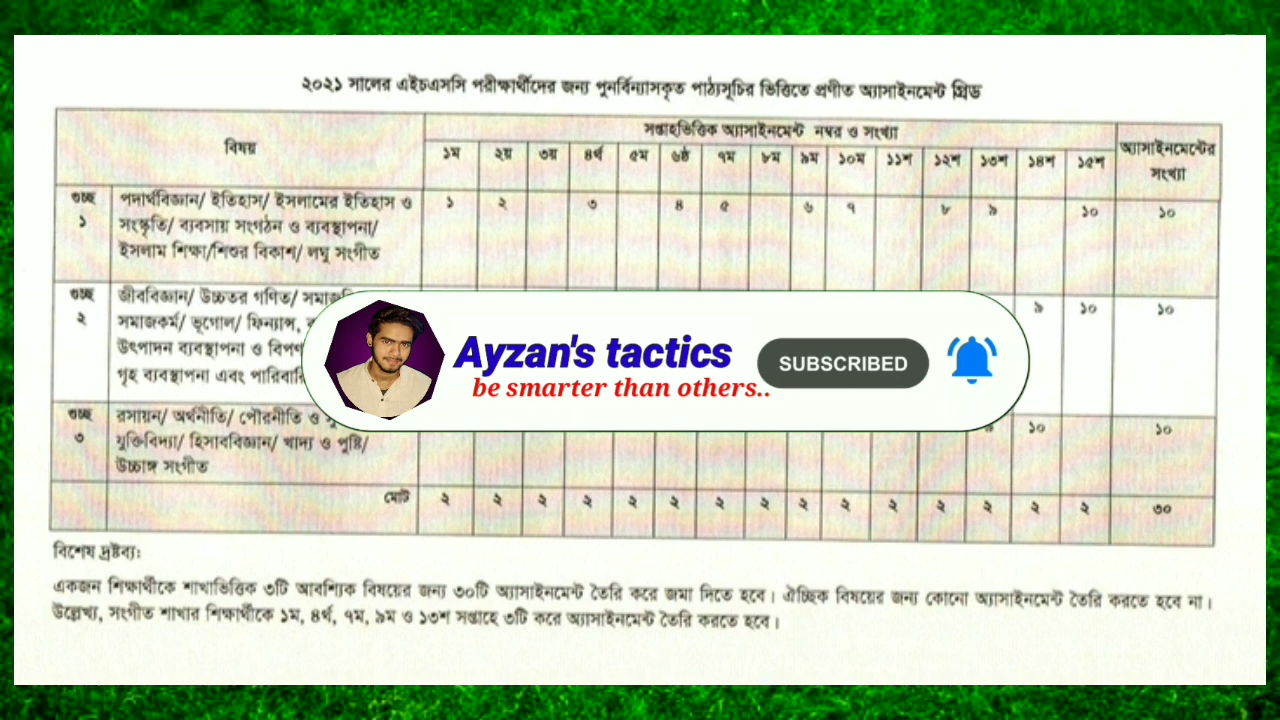 ২০২১ সালের এইচএসসি পরীক্ষার্থীদের জন্য পুনর্বিন্যাসকৃত পাঠ্যসূচির ভিত্তিতে প্রণীত অ্যাসাইনমেন্ট গ্রিড
বিষয়
সপ্তাহভিত্তিক অ্যাসাইনমেন্ট নম্বর ও সংখ্যা
অ্যাসাইনমেন্টের
সংখ্যা
১ম ২য় ৩য় ৪র্থ ৫ম ৬ষ্ঠ ৭ম ৮ম ৯ম ১০ম ১১শ ১২শ ১৩শ ১৪শ ১৫শ
গুচ্ছ
১
পদার্থবিজ্ঞান/ ইতিহাস/ ইসলামের ইতিহাস ও
সংস্কৃতি/ ব্যবসায় সংগঠন ও ব্যবস্থাপনা/
ইসলাম শিক্ষা/শিশুর বিকাশ/ লঘু সংগীত
১ ২ ৩ ৪ ৫ ৬ ৭ ৮ ৯ ১০ ১০
গুচ্ছ
২
জীববিজ্ঞান/ উচ্চতর গণিত/
সমাজকর্ম/ ভূগোল/ ফিন্যান্স,
উৎপাদন ব্যবস্থাপনা ও
গৃহ ব্যবস্থাপনা এবং
৯ ১০ ১০
Ayzan's tactics
be smarter than others..
SUBSCRIBED
গুচ্ছ
৩
রসায়ন/ অর্থনীতি/ পৌরনীতি ও
যুক্তিবিদ্যা/ হিসাববিজ্ঞান/ খাদ্য ও পুষ্টি/
উচ্চাঙ্গ সংগীত
১০ ১০
মোট ২ ২ ২ ২ ২ ২ ২ ২ ২ ২ ২ ২ ২ ২ ২ ৩০
বিশেষ দ্রষ্টব্য:
একজন শিক্ষার্থীকে শাখাভিত্তিক ৩টি আবশ্যিক বিষয়ের জন্য ৩০টি অ্যাসাইনমেন্ট তৈরি করে জমা দিতে হবে। ঐচ্ছিক বিষয়ের জন্য কোনো অ্যাসাইনমেন্ট তৈরি করতে হবে না।
উল্লেখ্য, সংগীত শাখার শিক্ষার্থীকে ১ম, ৪র্থ, ৭ম, ৯ম ও ১৩শ সপ্তাহে ৩টি করে অ্যাসাইনমেন্ট তৈরি করতে হবে।